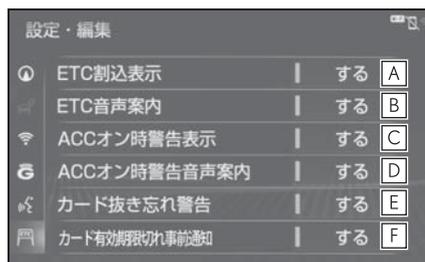 設定・編集
ETC割込表示 する A
ETC音声案内 する B
ACCオン時警告表示 する C
ACCオン時警告音声案内 する D
カード抜き忘れ警告 する E
カード有効期限切れ事前通知 する F